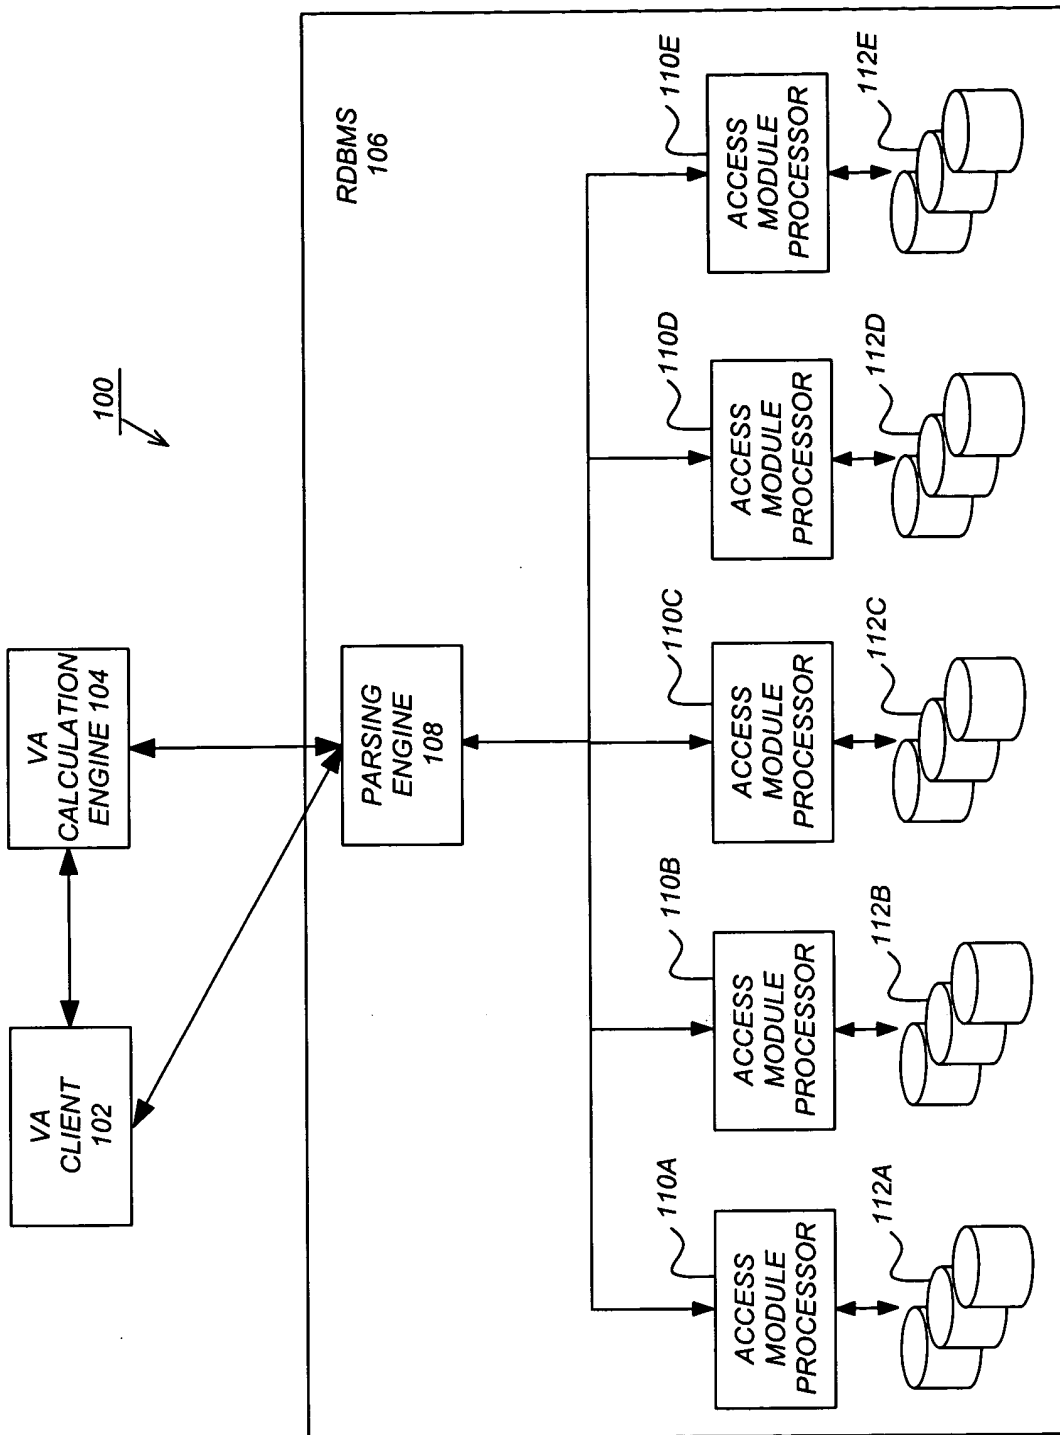 100
VA
CLIENT
102
VA
CALCULATION
ENGINE 104
RDBMS
106
PARSING
ENGINE
108
110A
110B
110C
110D
110E
ACCESS
MODULE
PROCESSOR
ACCESS
MODULE
PROCESSOR
ACCESS
MODULE
PROCESSOR
ACCESS
MODULE
PROCESSOR
ACCESS
MODULE
PROCESSOR
112A
112B
112C
112D
112E